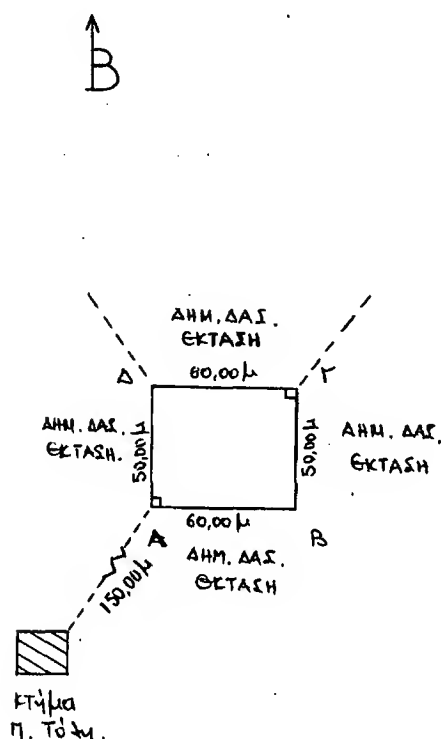 Β
ΔΗΜ. ΔΑΣ.
ΕΚΤΑΣΗ
60,00μ
Δ
Γ
ΔΗΜ. ΔΑΣ.
ΕΚΤΑΣΗ.
50,00μ
50,00μ
ΔΗΜ. ΔΑΣ.
ΕΚΤΑΣΗ
60,00μ
Α
Β
ΔΗΜ. ΔΑΣ.
ΕΚΤΑΣΗ
150,00μ
Κτήμα
Π.